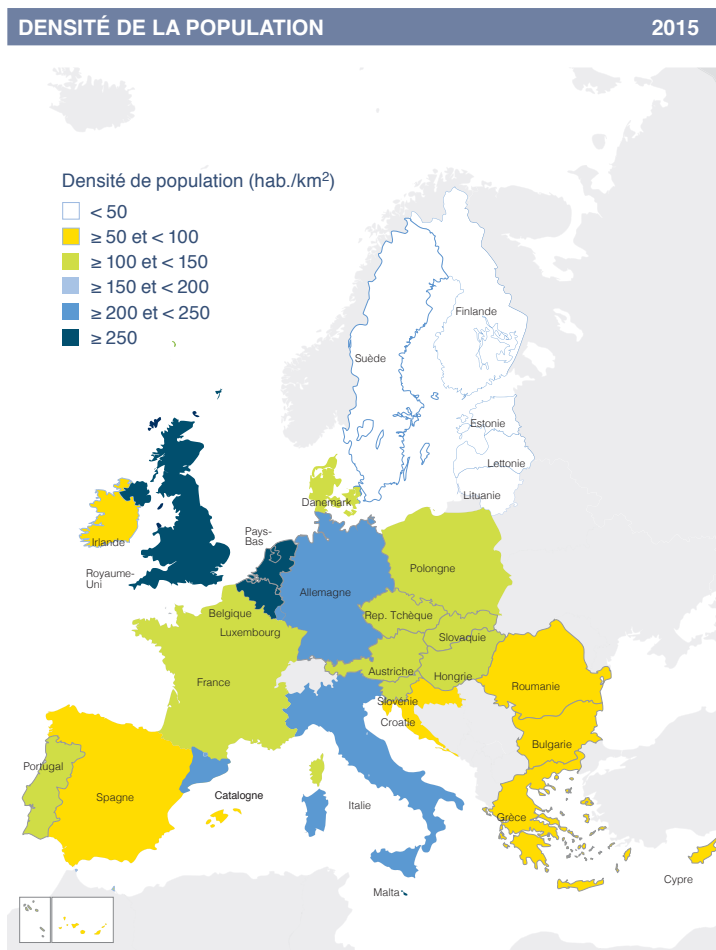 DENSITÉ DE LA POPULATION 2015
Densité de population (hab./km²)
< 50
≥ 50 et < 100
≥ 100 et < 150
≥ 150 et < 200
≥ 200 et < 250
≥ 250
Finlande
Suède
Estonie
Lettonie
Lituanie
Danemark
Pays-
Bas
Irlande
Royaume-
Uni
Polongne
Allemagne
Belgique
Rep. Tchèque
Luxembourg
Slovaquie
Austriche
Hongrie
France
Roumanie
Slovénie
Croatie
Bulgarie
Portugal
Spagne
Catalogne
Italie
Grèce
Cypre
Malta